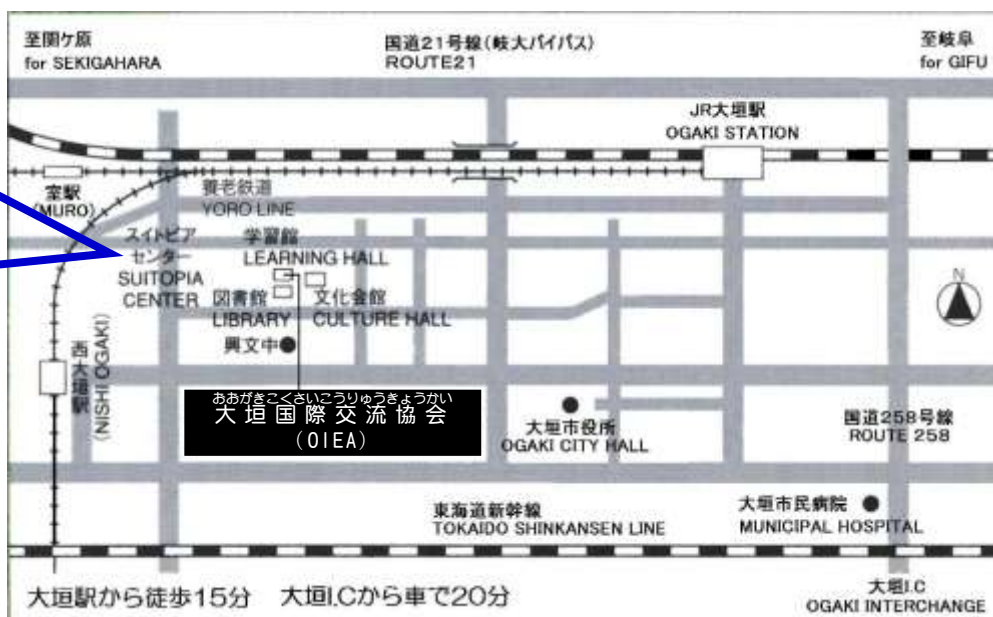 至関ケ原
for SEKIGAHARA
国道21号線(岐大バイパス)
ROUTE21
至岐阜
for GIFU
JR大垣駅
OGAKI STATION
室駅
(MURO)
養老鉄道
YORO LINE
スイトピア
センター
SUITOPIA
CENTER
学習館
LEARNING HALL
図書館
LIBRARY
文化会館
CULTURE HALL
興文中
N
西大垣駅
(NISHI OGAKI)
おおがきこくさいこうりゅうきょうかい
大垣国際交流協会
(OIEA)
大垣市役所
OGAKI CITY HALL
国道258号線
ROUTE 258
東海道新幹線
TOKAIDO SHINKANSEN LINE
大垣市民病院
MUNICIPAL HOSPITAL
大垣駅から徒歩15分 大垣I.Cから車で20分
大垣I.C
OGAKI INTERCHANGE